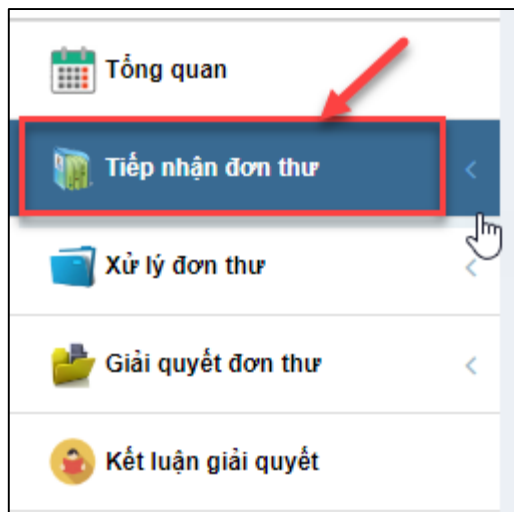 Tổng quan
Tiếp nhận đơn thư
Xử lý đơn thư
Giải quyết đơn thư
Kết luận giải quyết